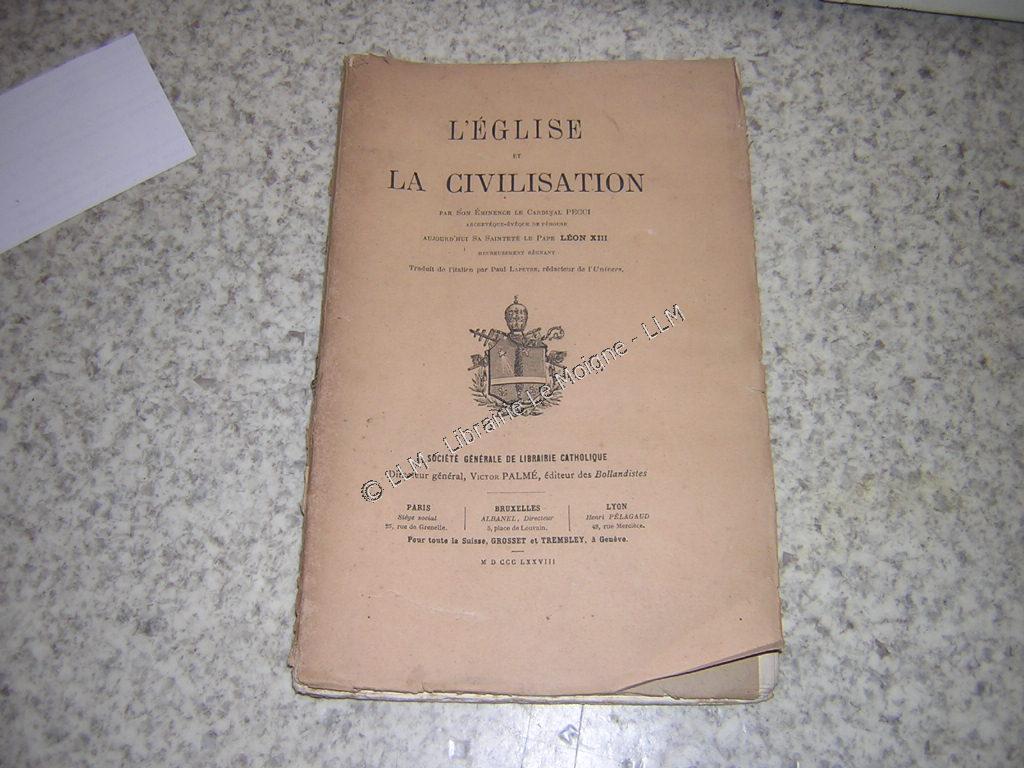 L'ÉGLISE
ET
LA CIVILISATION
PAR SON ÉMINENCE LE CARDINAL PECCI
ARCHEVÊQUE-ÉVÊQUE DE PÉROUSE
AUJOURD'HUI SA SAINTETÉ LE PAPE LÉON XIII
HEUREUSEMENT RÉGNANT
Traduit de l'italien par Paul LAPEYRE, rédacteur de l'Univers.
© LLM - Librairie Le Moigne - LLM
SOCIÉTÉ GÉNÉRALE DE LIBRAIRIE CATHOLIQUE
général, VICTOR PALMÉ, éditeur des Bollandistes
PARIS
Siége social
25, rue de Grenelle.
BRUXELLES
ALBANEL, Directeur
5, place de Louvain.
LYON
Henri PÉLAGAUD
48, rue Mercière.
Pour toute la Suisse, GROSSET et TREMBLEY, à Genève.
M D CCC LXXVIII